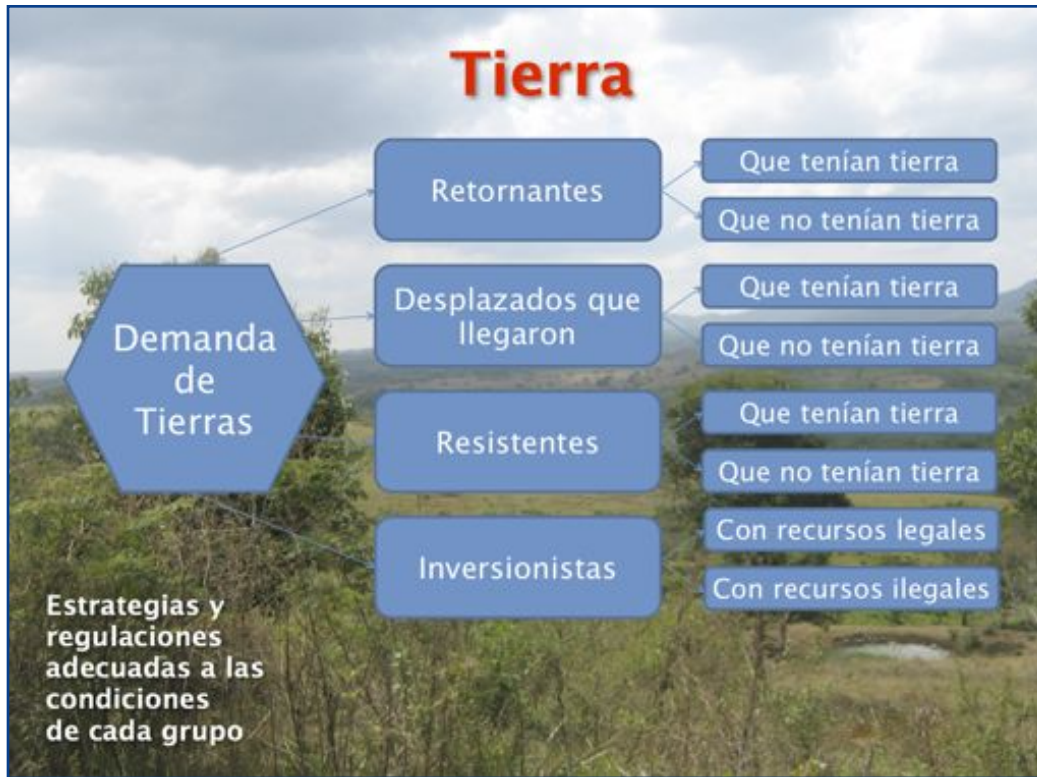 Tierra
Demanda
de
Tierras
Retornantes
Que tenían tierra
Que no tenían tierra
Desplazados que
llegaron
Que tenían tierra
Que no tenían tierra
Resistentes
Que tenían tierra
Que no tenían tierra
Inversionistas
Con recursos legales
Con recursos ilegales
Estrategias y
regulaciones
adecuadas a las
condiciones
de cada grupo